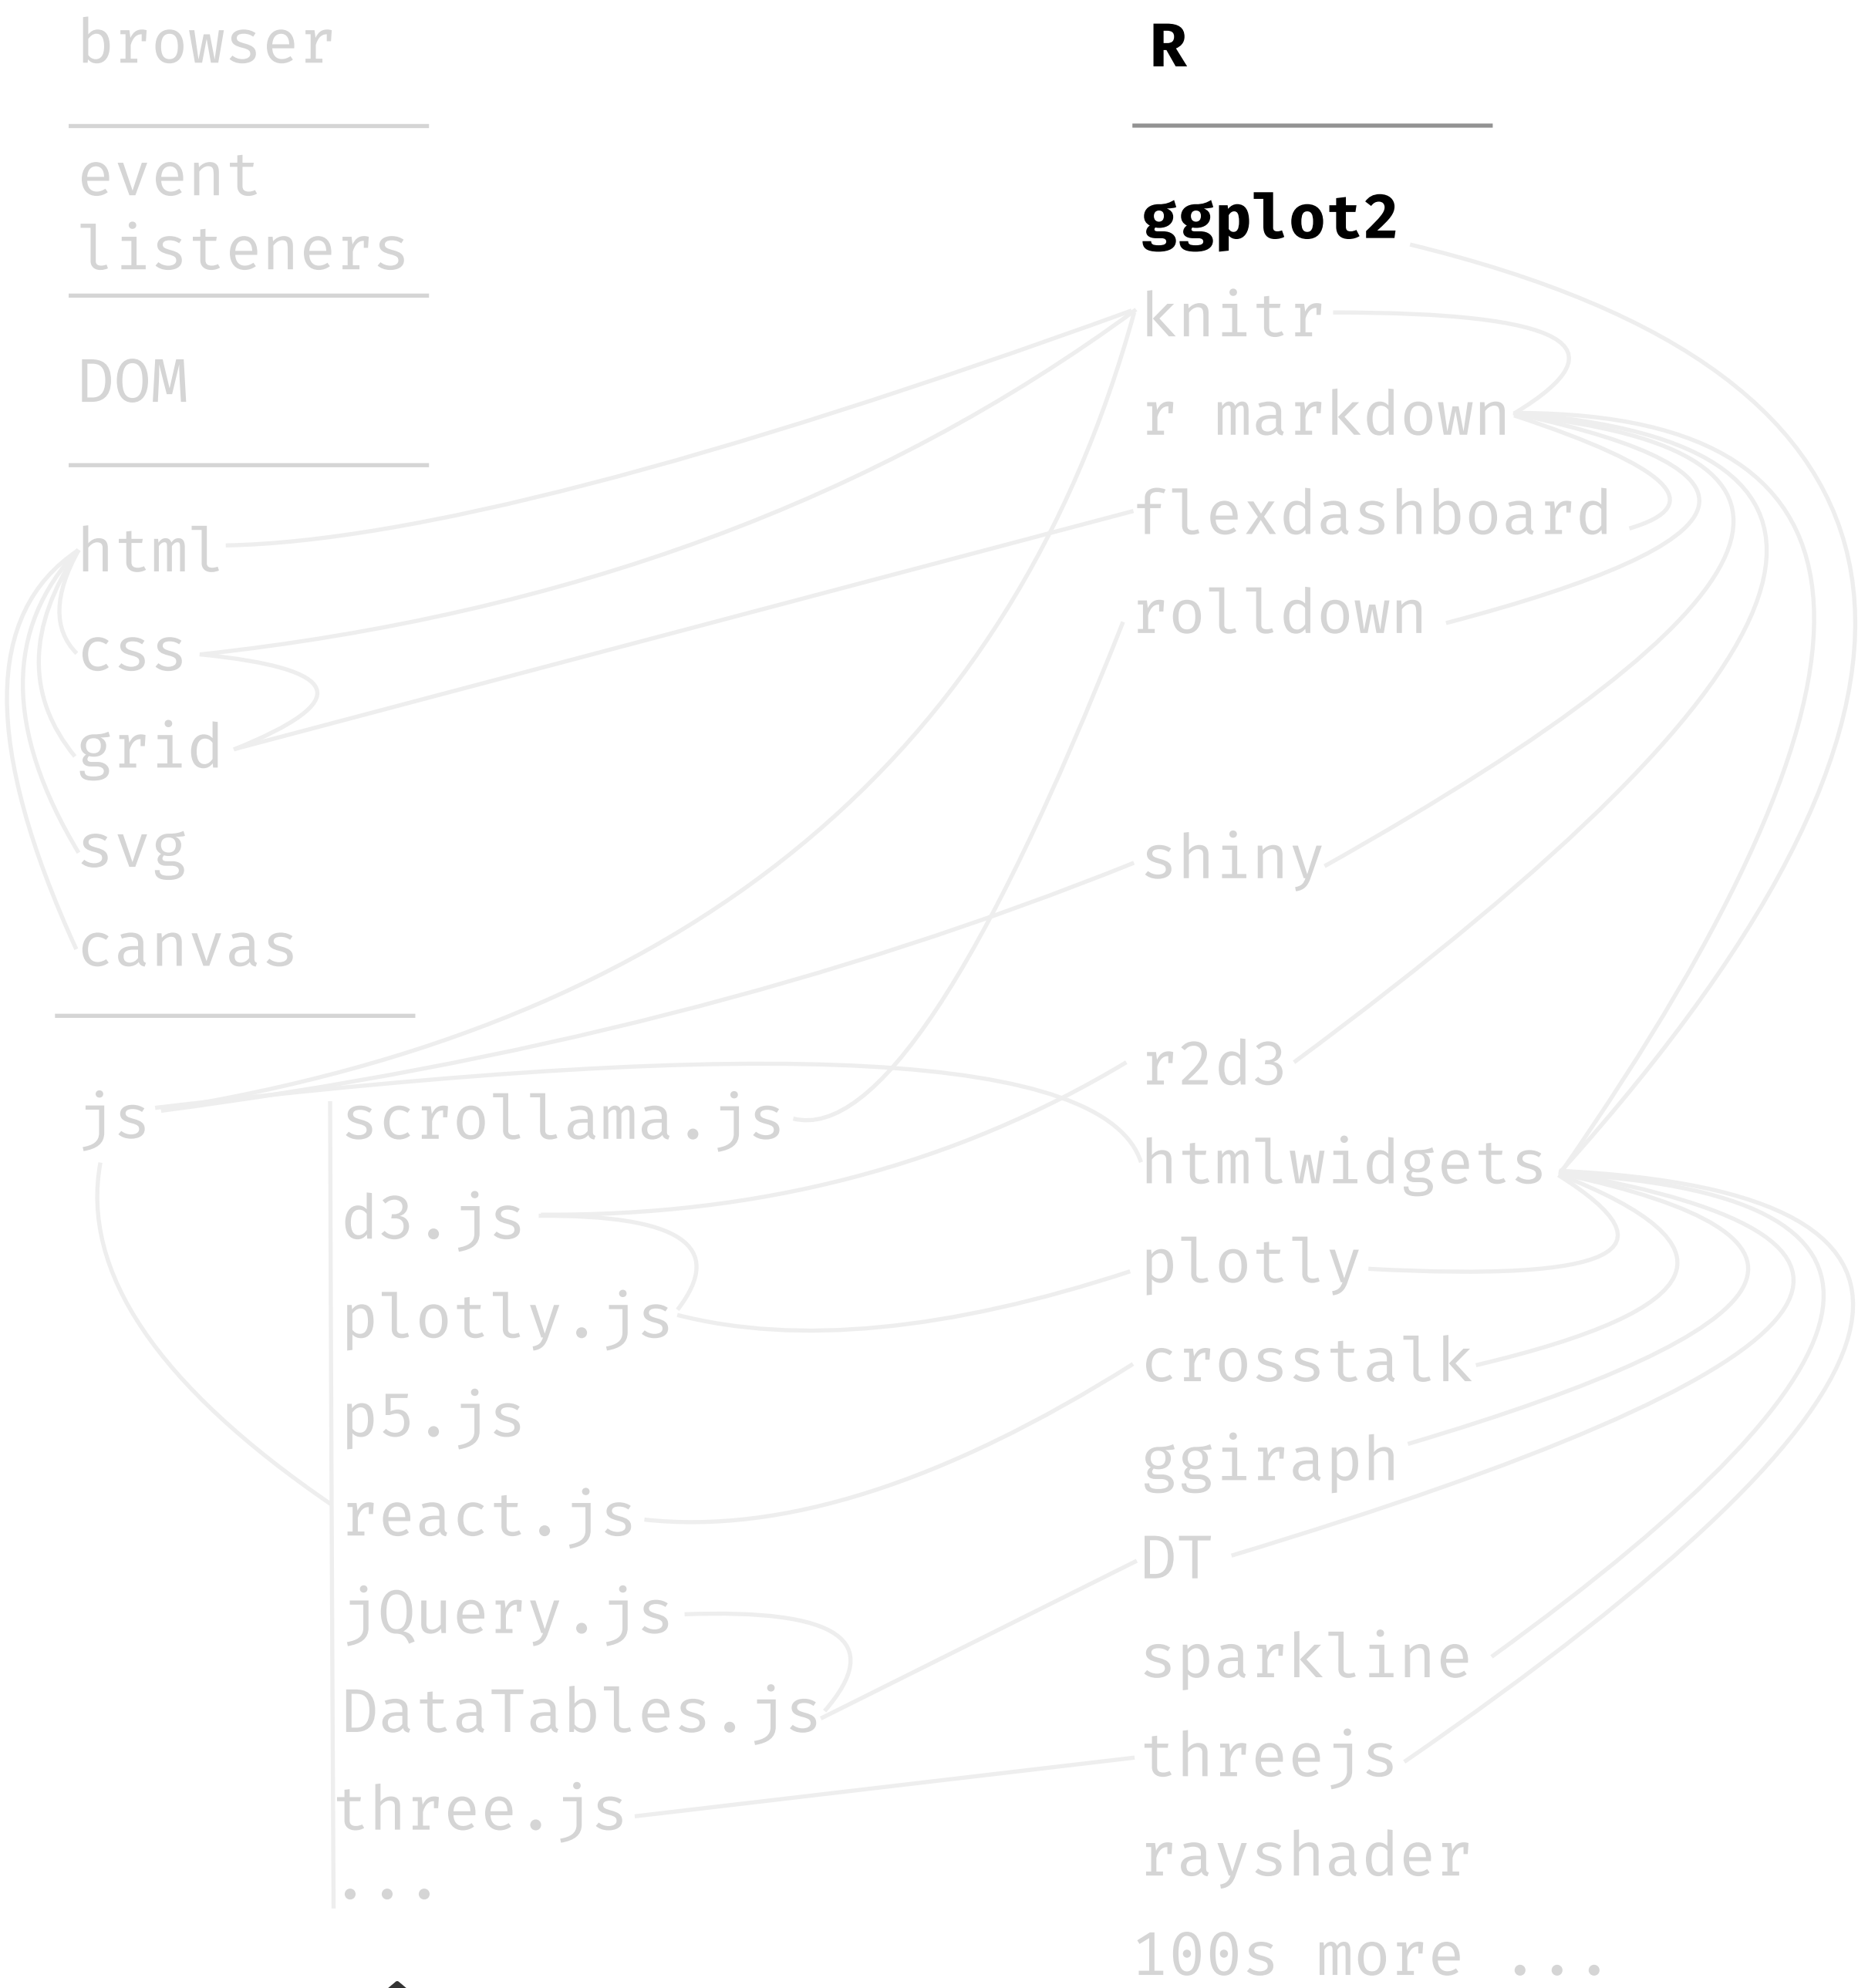 browser
event
listeners
DOM
html
css
grid
svg
canvas
js
scrollama.js
d3.js
plotly.js
p5.js
react.js
jQuery.js
DataTables.js
three.js
...
R
ggplot2
knitr
r markdown
flexdashboard
rolldown
shiny
r2d3
htmlwidgets
plotly
crosstalk
ggiraph
DT
sparkline
threejs
rayshader
100s more ...